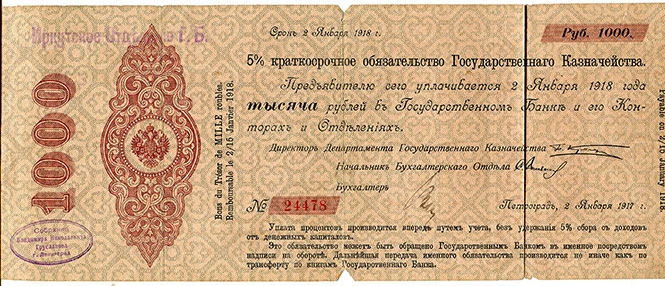 Иркутское Отд
Срокъ 2 Января 1918 г.
Руб. 1000.
5% краткосрочное обязательство Государственнаго Казначейства.
Предъявителю сего уплачивается 2 Января 1918 года
тысяча рублей въ Государственномъ Банкѣ и его Кон-
торахъ и Отдѣленіяхъ.
Директоръ Департамента Государственнаго Казначейства
Начальникъ Бухгалтерскаго Отдѣла
Бухгалтеръ
№ 24478
Петроградъ, 2 Января 1917 г.
Уплата процентовъ производится впередъ путемъ учета, безъ удержанія 5% сбора съ доходовъ
отъ денежныхъ капиталовъ.
Это обязательство можетъ быть обращено Государственнымъ Банкомъ въ именное посредствомъ
надписи на оборотѣ. Дальнѣйшая передача именного обязательства производится не иначе какъ по
трансферту по книгамъ Государственнаго Банка.
1000
Bons du Trésor de MILLE roubles.
Remboursable le 2/15 Janvier 1918.
Собраніе